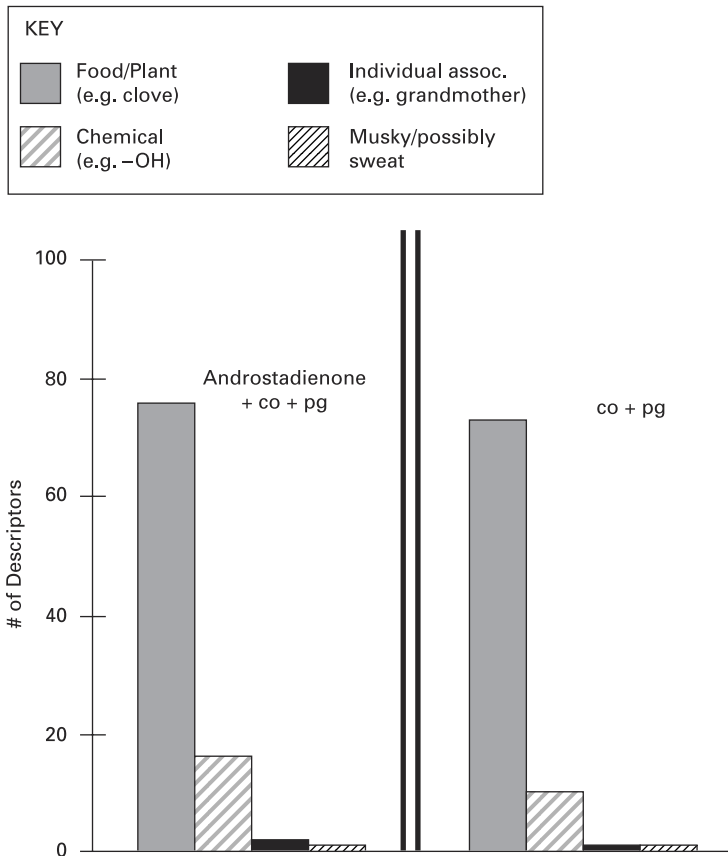 KEY
Food/Plant
(e.g. clove)
Individual assoc.
(e.g. grandmother)
Chemical
(e.g. –OH)
Musky/possibly
sweat
# of Descriptors
100
80
60
40
20
0
Androstadienone
+ co + pg
co + pg